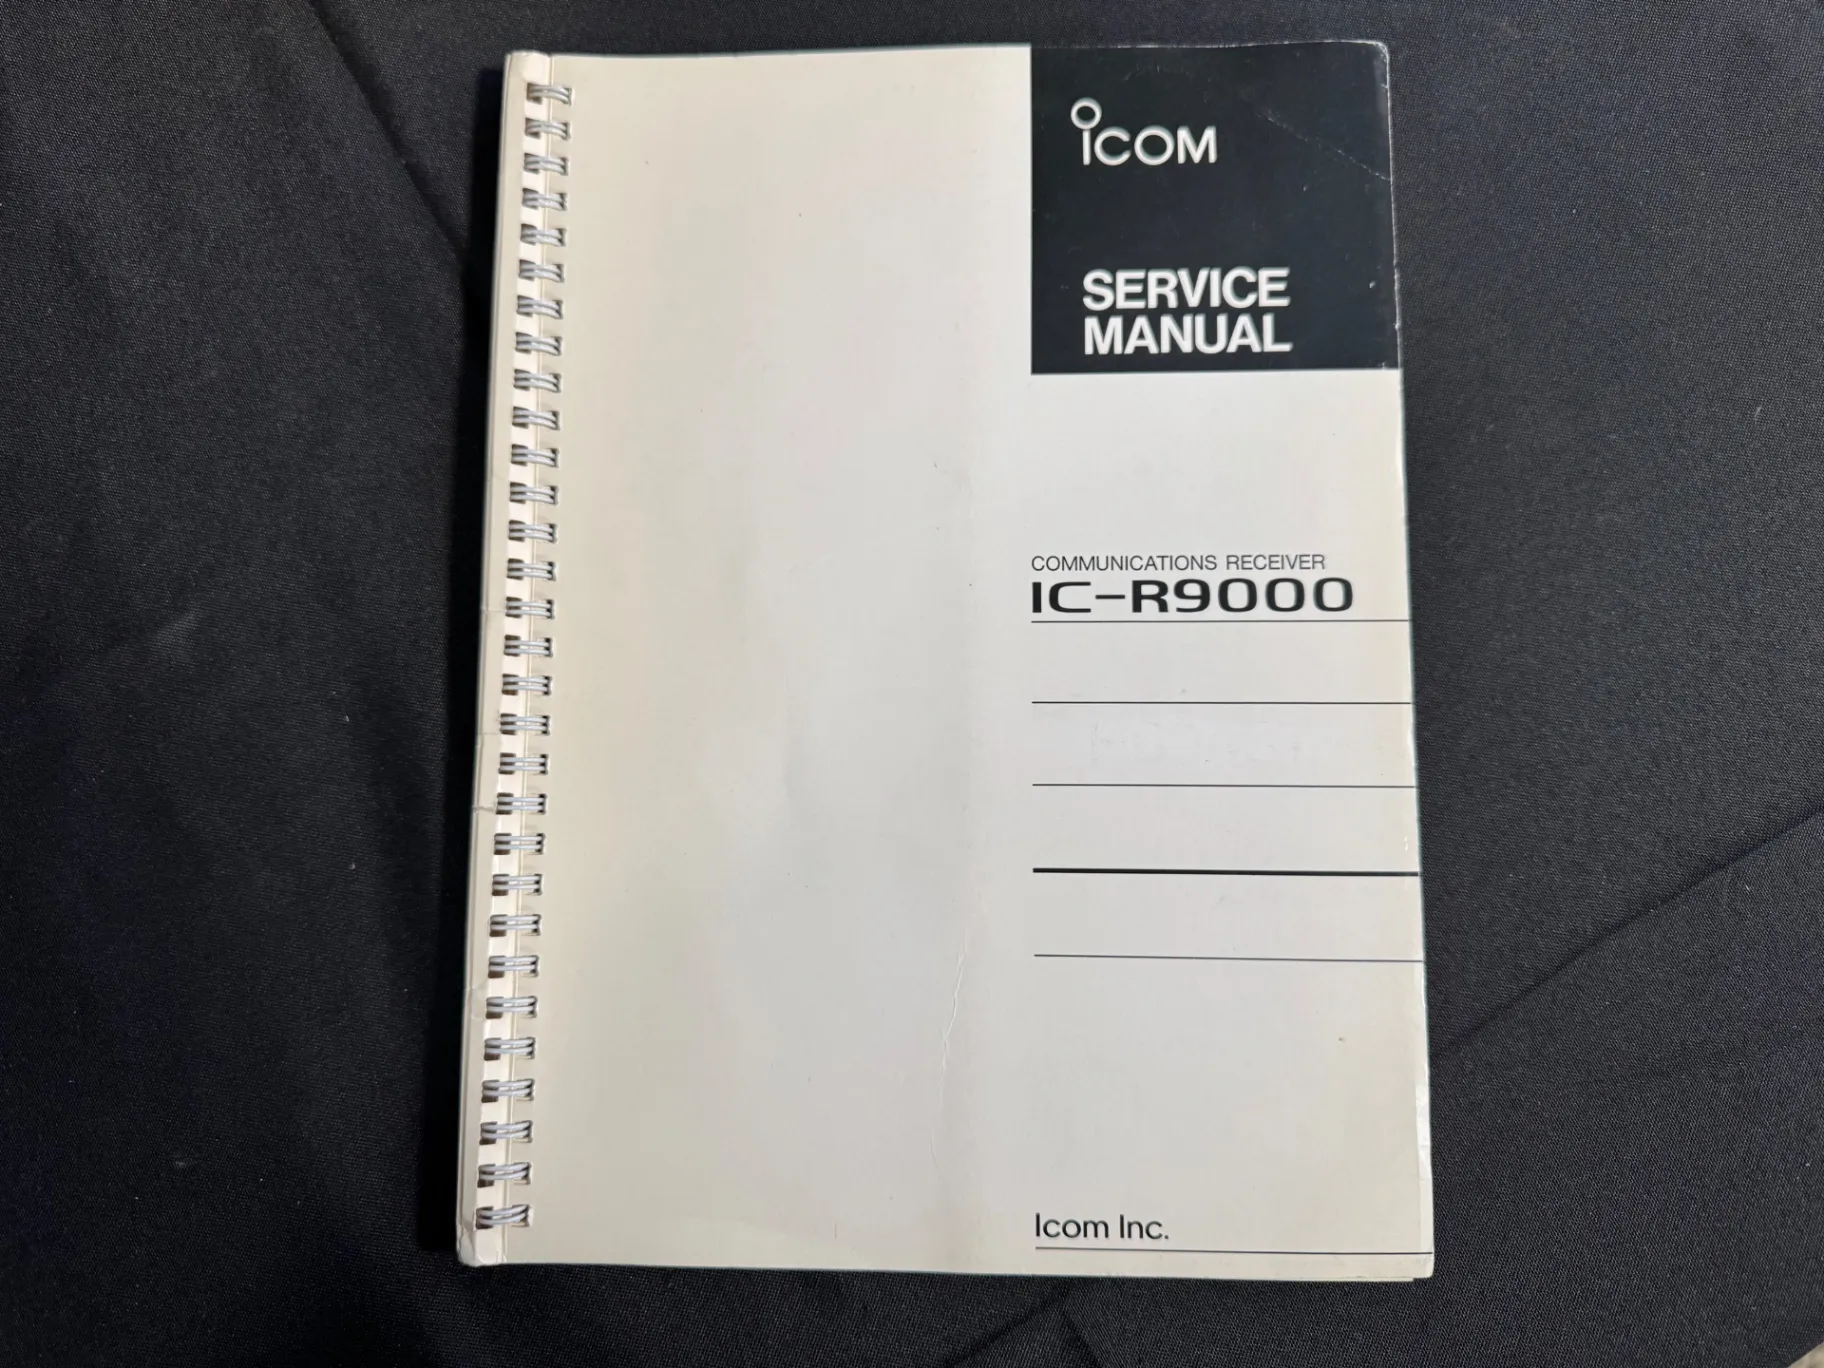 iCOM
SERVICE
MANUAL
COMMUNICATIONS RECEIVER
IC-R9000
Icom Inc.